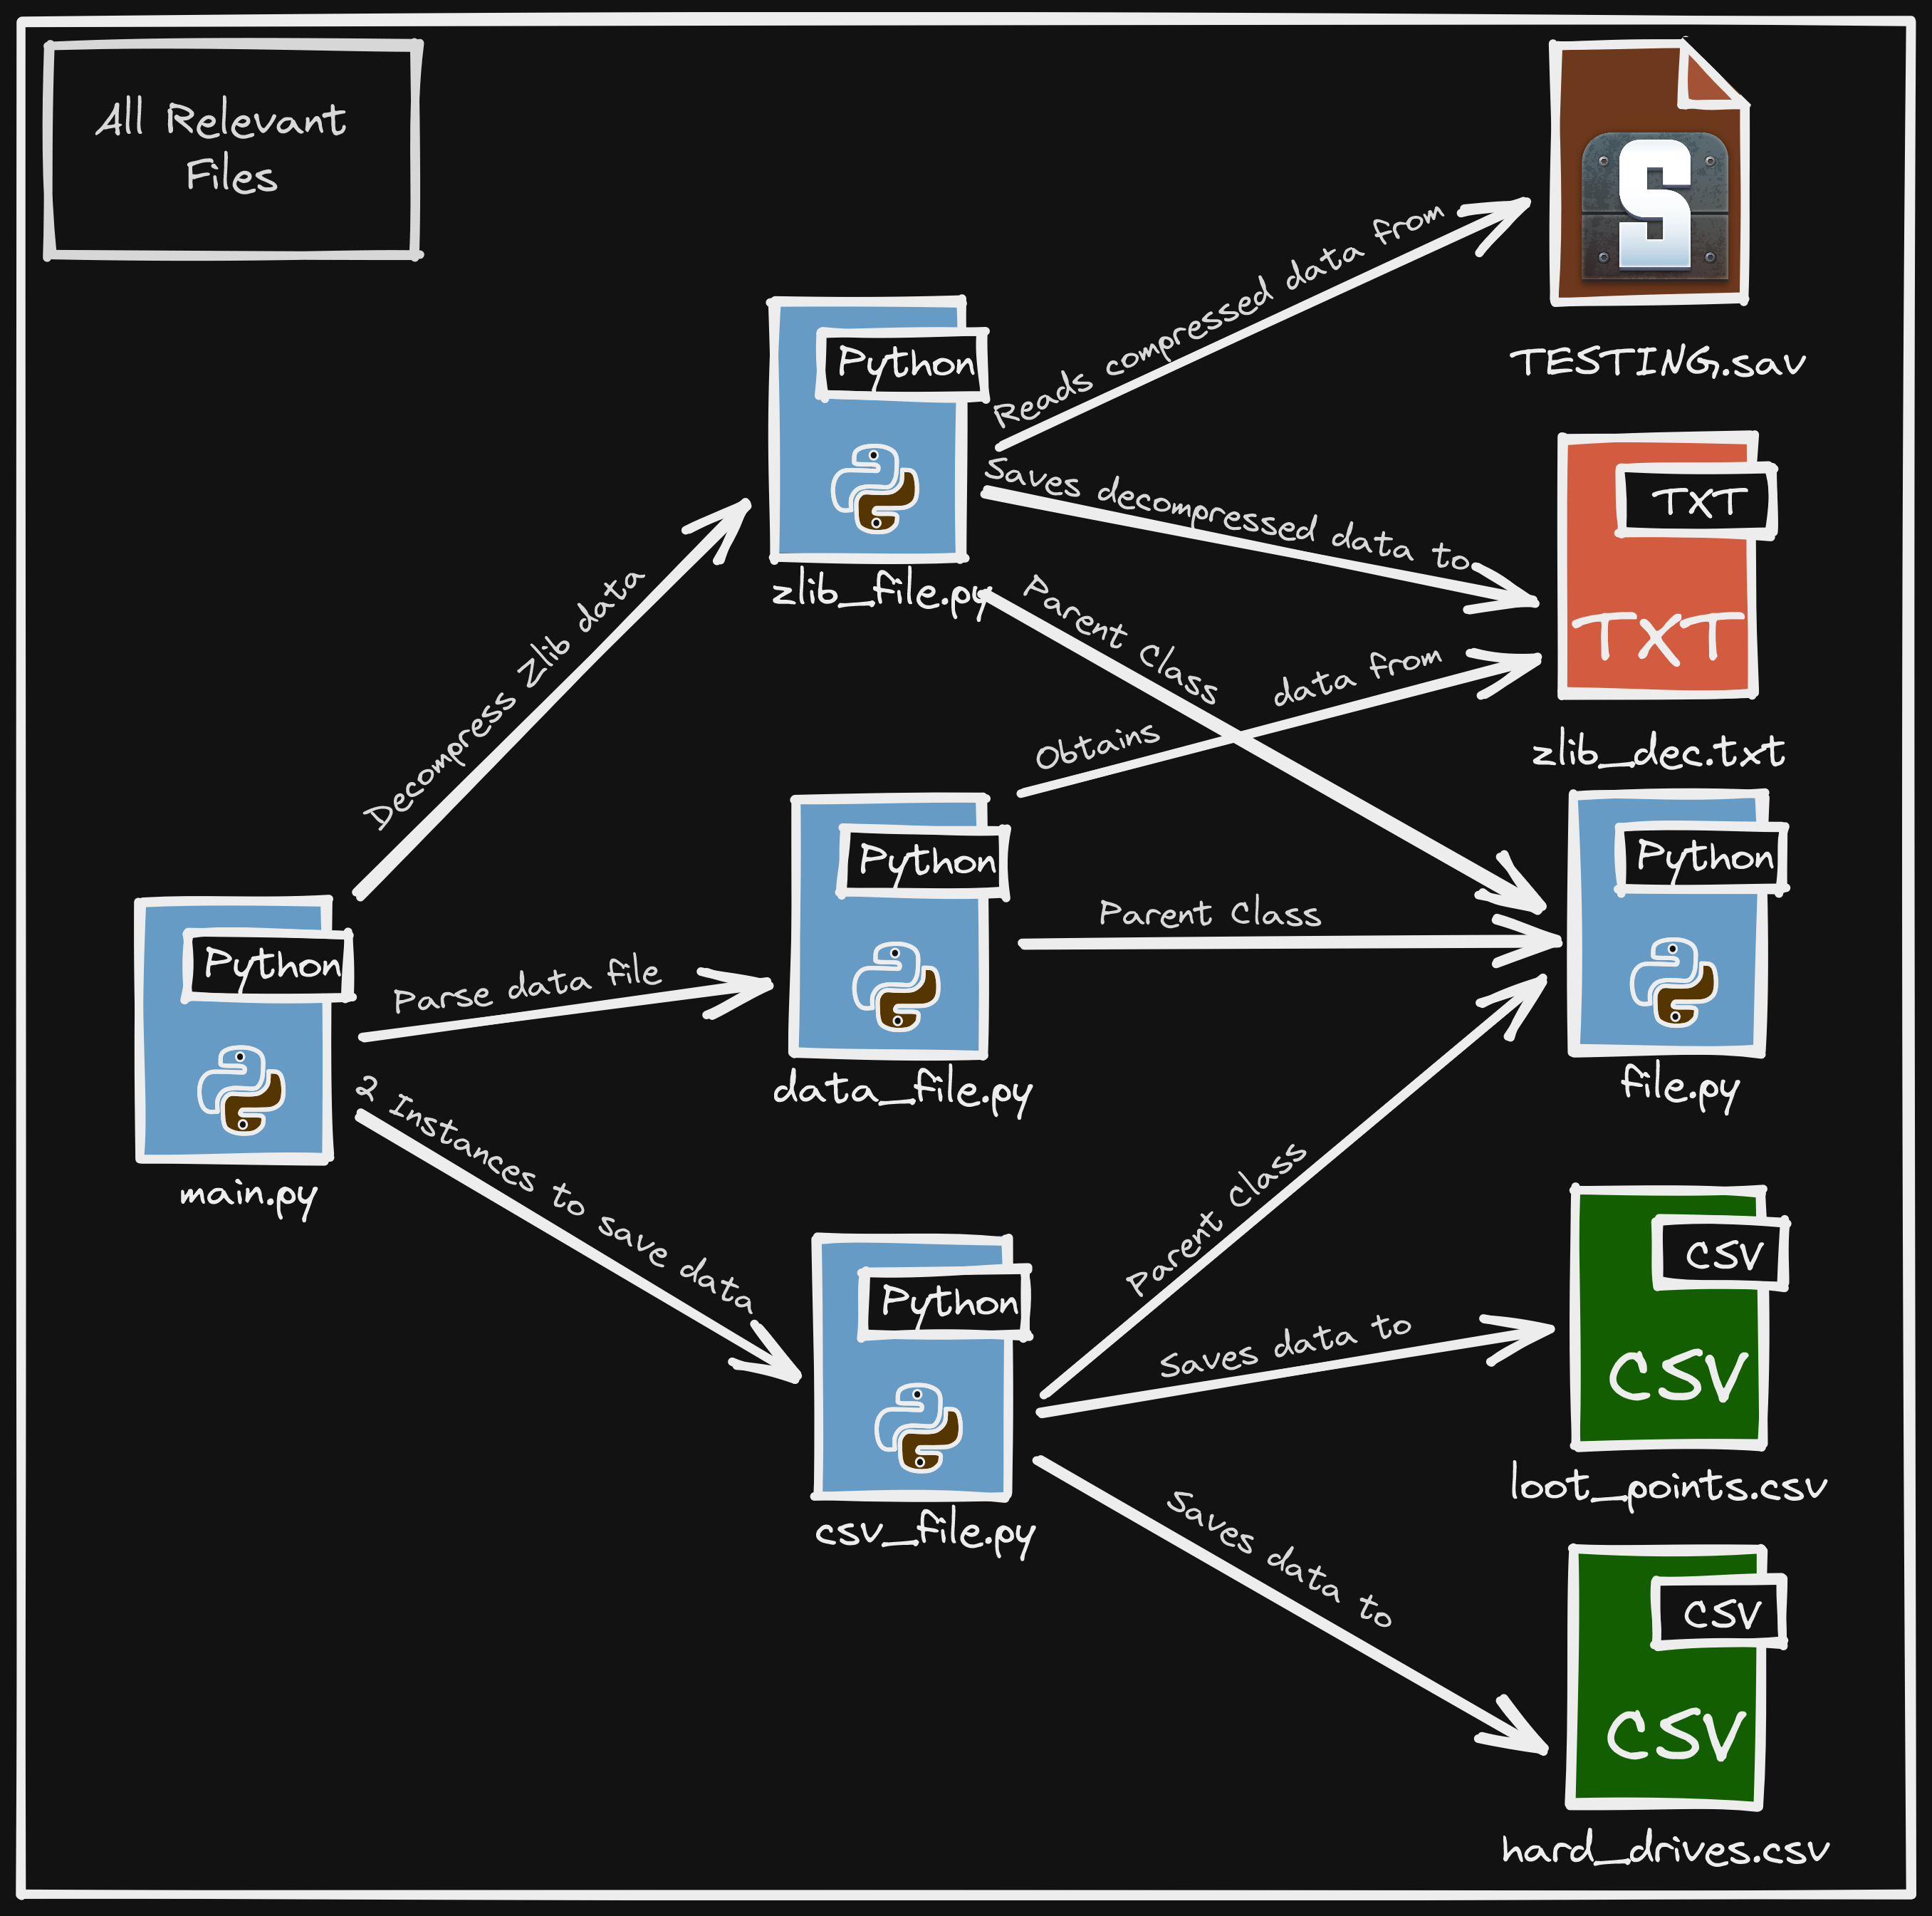 All Relevant
Files
S
TESTING.sav
Python
zlib_file.py
Reads compressed data from
Saves decompressed data to
Parent Class
TXT
TXT
zlib_dec.txt
Decompress Zlib data
Obtains data from
Python
data_file.py
Parent Class
Python
file.py
Python
main.py
Parse data file
2 Instances to save data
Parent Class
Python
csv_file.py
Saves data to
CSV
CSV
loot_points.csv
Saves data to
CSV
CSV
hard_drives.csv